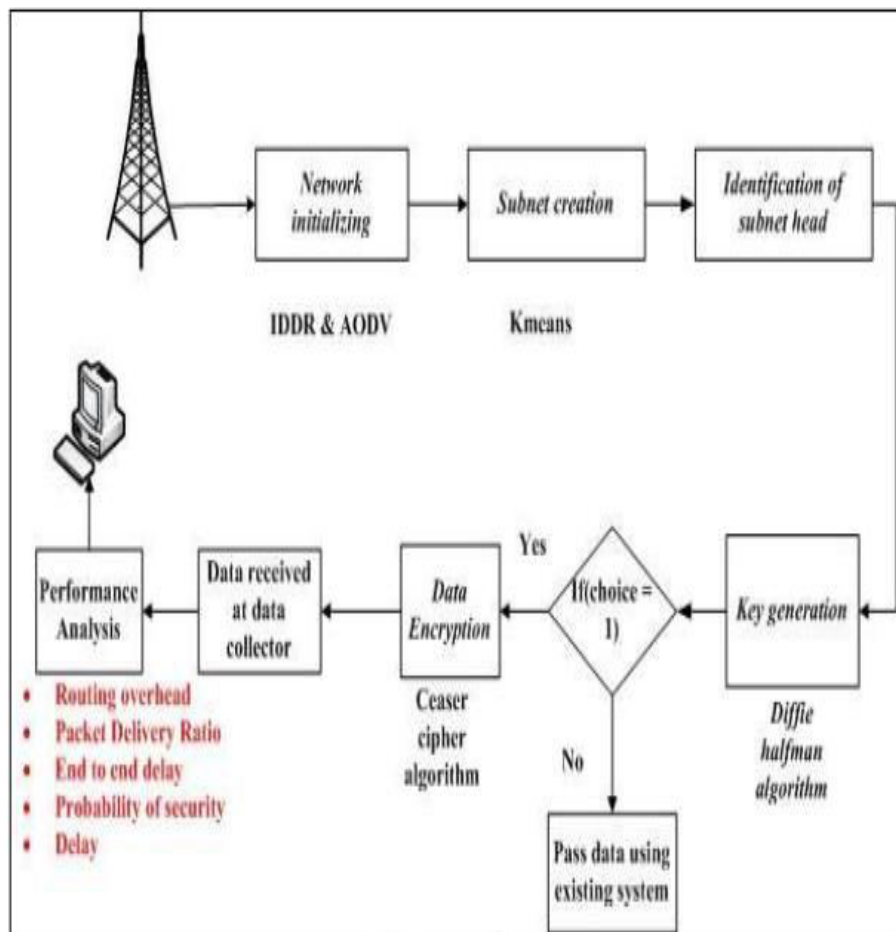 Network
initializing
Subnet creation
Identification of
subnet head
IDDR & AODV
Kmeans
Key generation
Diffie
halfman
algorithm
If(choice =
1)
Yes
No
Pass data using
existing system
Data
Encryption
Ceaser
cipher
algorithm
Data received
at data
collector
Performance
Analysis
• Routing overhead
• Packet Delivery Ratio
• End to end delay
• Probability of security
• Delay